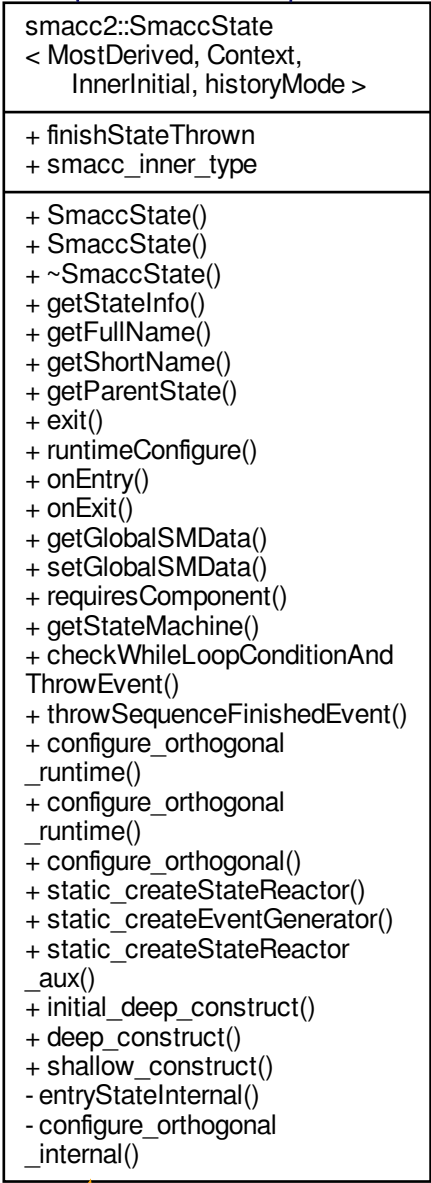 smacc2::SmaccState
< MostDerived, Context,
InnerInitial, historyMode >
+ finishStateThrown
+ smacc_inner_type
+ SmaccState()
+ SmaccState()
+ ~SmaccState()
+ getStateInfo()
+ getFullName()
+ getShortName()
+ getParentState()
+ exit()
+ runtimeConfigure()
+ onEntry()
+ onExit()
+ getGlobalSMData()
+ setGlobalSMData()
+ requiresComponent()
+ getStateMachine()
+ checkWhileLoopConditionAnd
ThrowEvent()
+ throwSequenceFinishedEvent()
+ configure_orthogonal
_runtime()
+ configure_orthogonal
_runtime()
+ configure_orthogonal()
+ static_createStateReactor()
+ static_createEventGenerator()
+ static_createStateReactor
_aux()
+ initial_deep_construct()
+ deep_construct()
+ shallow_construct()
- entryStateInternal()
- configure_orthogonal
_internal()